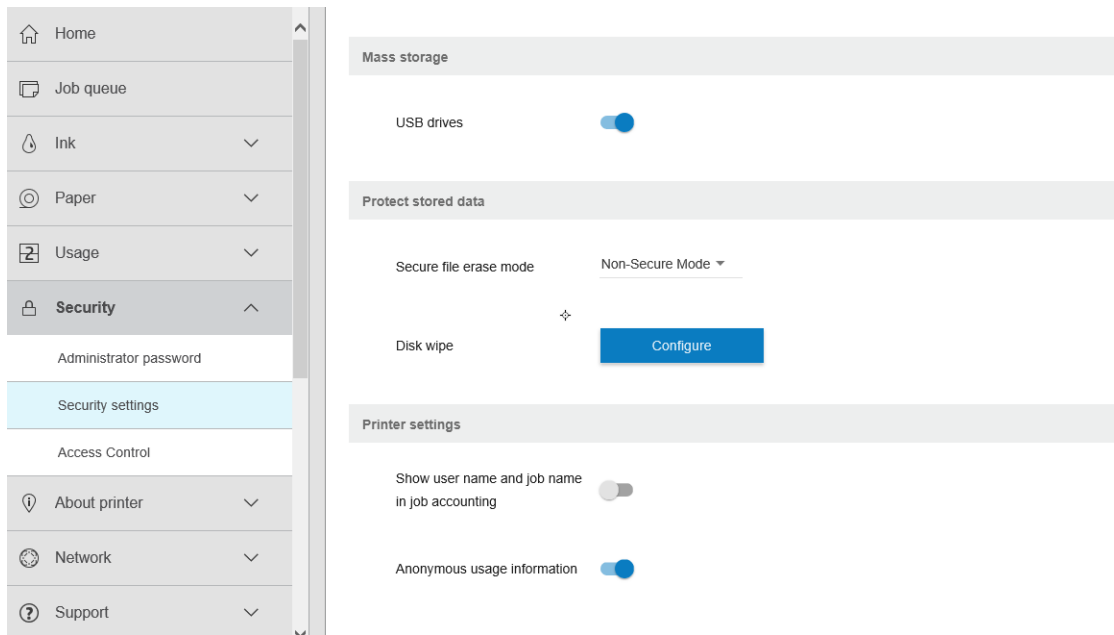 Home
Job queue
Ink
Paper
Usage
Security
Administrator password
Security settings
Access Control
About printer
Network
Support
Mass storage
USB drives
Protect stored data
Secure file erase mode
Non-Secure Mode
Disk wipe
Configure
Printer settings
Show user name and job name
in job accounting
Anonymous usage information